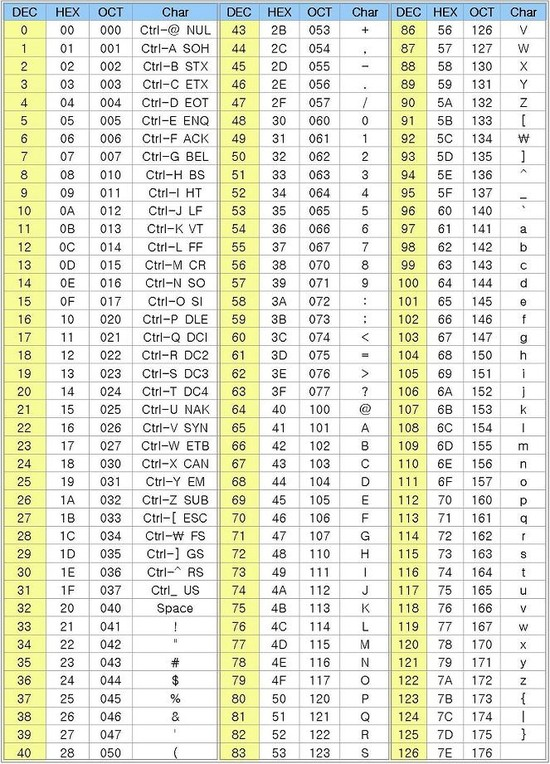 DEC HEX OCT Char DEC HEX OCT Char DEC HEX OCT Char
0 00 000 Ctrl-@ NUL 43 2B 053 + 86 56 126 V
1 01 001 Ctrl-A SOH 44 2C 054 , 87 57 127 W
2 02 002 Ctrl-B STX 45 2D 055 - 88 58 130 X
3 03 003 Ctrl-C ETX 46 2E 056 . 89 59 131 Y
4 04 004 Ctrl-D EOT 47 2F 057 / 90 5A 132 Z
5 05 005 Ctrl-E ENQ 48 30 060 0 91 5B 133 [
6 06 006 Ctrl-F ACK 49 31 061 1 92 5C 134 ₩
7 07 007 Ctrl-G BEL 50 32 062 2 93 5D 135 ]
8 08 010 Ctrl-H BS 51 33 063 3 94 5E 136 ^
9 09 011 Ctrl-I HT 52 34 064 4 95 5F 137 _
10 0A 012 Ctrl-J LF 53 35 065 5 96 60 140 `
11 0B 013 Ctrl-K VT 54 36 066 6 97 61 141 a
12 0C 014 Ctrl-L FF 55 37 067 7 98 62 142 b
13 0D 015 Ctrl-M CR 56 38 070 8 99 63 143 c
14 0E 016 Ctrl-N SO 57 39 071 9 100 64 144 d
15 0F 017 Ctrl-O SI 58 3A 072 : 101 65 145 e
16 10 020 Ctrl-P DLE 59 3B 073 ; 102 66 146 f
17 11 021 Ctrl-Q DCI 60 3C 074 < 103 67 147 g
18 12 022 Ctrl-R DC2 61 3D 075 = 104 68 150 h
19 13 023 Ctrl-S DC3 62 3E 076 > 105 69 151 i
20 14 024 Ctrl-T DC4 63 3F 077 ? 106 6A 152 j
21 15 025 Ctrl-U NAK 64 40 100 @ 107 6B 153 k
22 16 026 Ctrl-V SYN 65 41 101 A 108 6C 154 l
23 17 027 Ctrl-W ETB 66 42 102 B 109 6D 155 m
24 18 030 Ctrl-X CAN 67 43 103 C 110 6E 156 n
25 19 031 Ctrl-Y EM 68 44 104 D 111 6F 157 o
26 1A 032 Ctrl-Z SUB 69 45 105 E 112 70 160 p
27 1B 033 Ctrl-[ ESC 70 46 106 F 113 71 161 q
28 1C 034 Ctrl-₩ FS 71 47 107 G 114 72 162 r
29 1D 035 Ctrl-] GS 72 48 110 H 115 73 163 s
30 1E 036 Ctrl-^ RS 73 49 111 I 116 74 164 t
31 1F 037 Ctrl_ US 74 4A 112 J 117 75 165 u
32 20 040 Space 75 4B 113 K 118 76 166 v
33 21 041 ! 76 4C 114 L 119 77 167 w
34 22 042 " 77 4D 115 M 120 78 170 x
35 23 043 # 78 4E 116 N 121 79 171 y
36 24 044 $ 79 4F 117 O 122 7A 172 z
37 25 045 % 80 50 120 P 123 7B 173 {
38 26 046 & 81 51 121 Q 124 7C 174 |
39 27 047 ' 82 52 122 R 125 7D 175 }
40 28 050 ( 83 53 123 S 126 7E 176